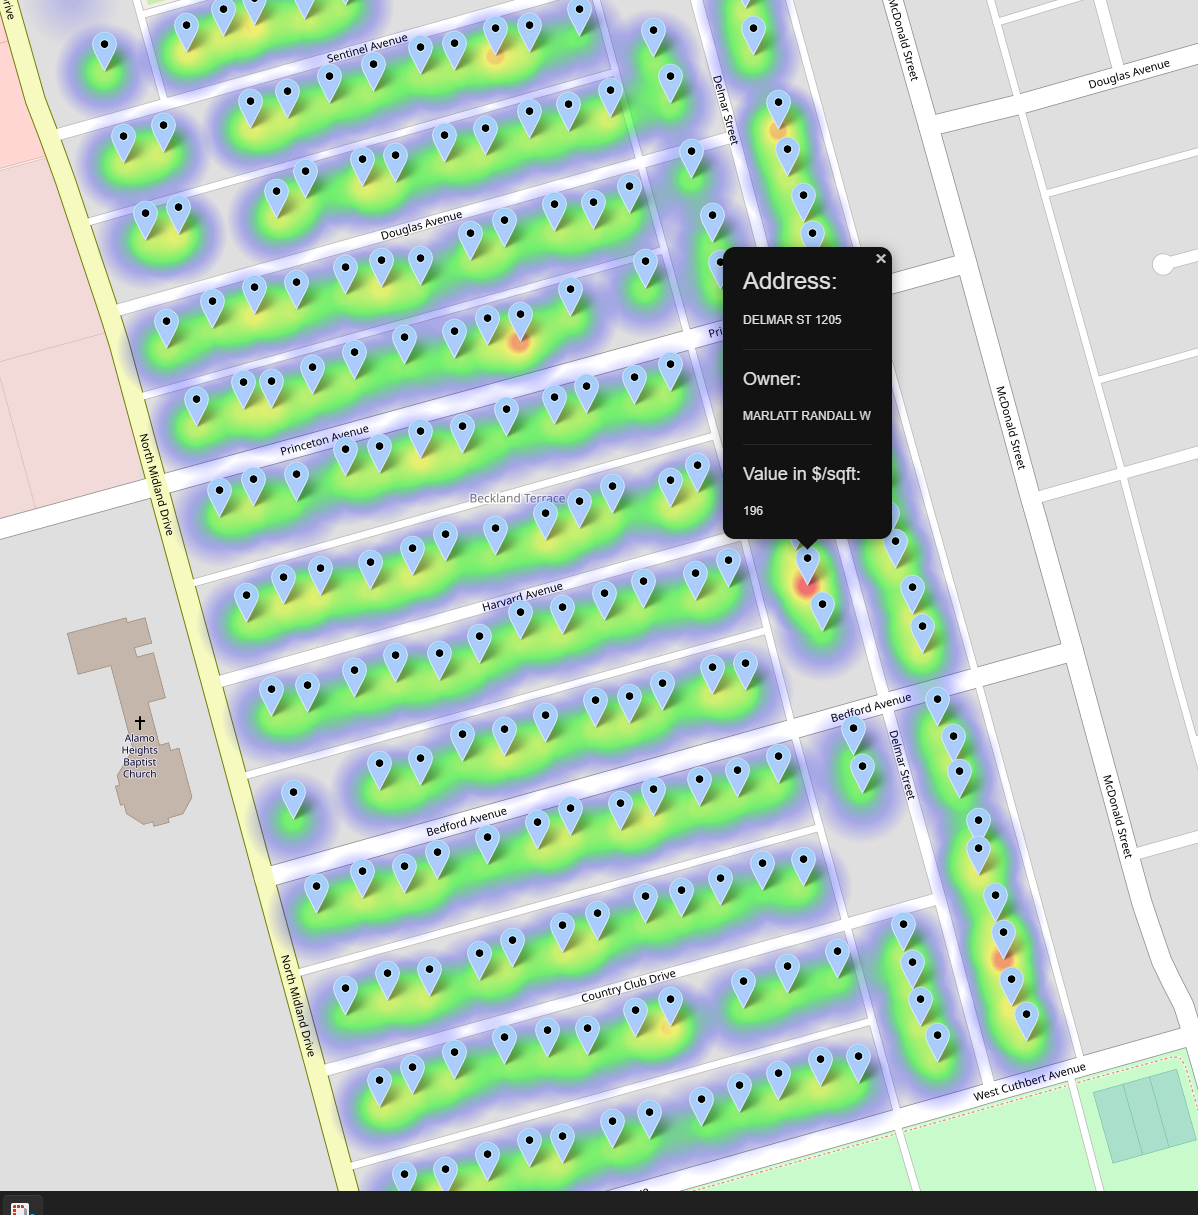 Sentinel Avenue
McDonald Street
Douglas Avenue
Delmar Street
Douglas Avenue
×
Address:
DELMAR ST 1205
Owner:
MARLATT RANDALL W
Value in $/sqft:
196
McDonald Street
North Midland Drive
Princeton Avenue
Beckland Terrace
Harvard Avenue
Alamo
Heights
Baptist
Church
Bedford Avenue
Delmar Street
McDonald Street
Bedford Avenue
North Midland Drive
Country Club Drive
West Cuthbert Avenue